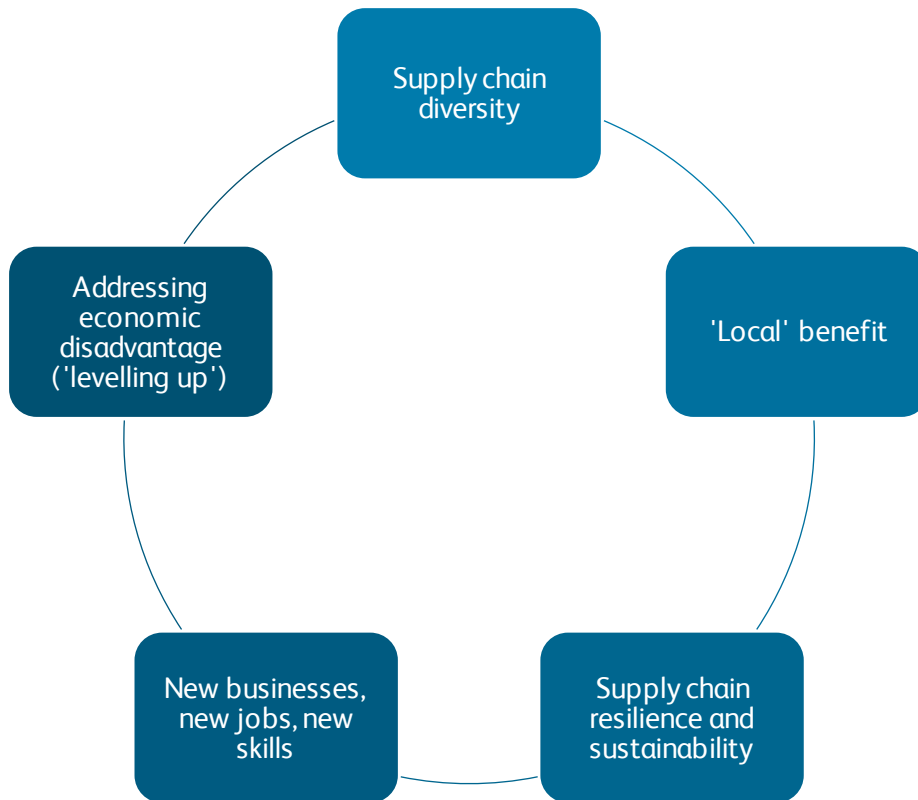 Supply chain
diversity
'Local' benefit
Supply chain
resilience and
sustainability
New businesses,
new jobs, new
skills
Addressing
economic
disadvantage
('levelling up')